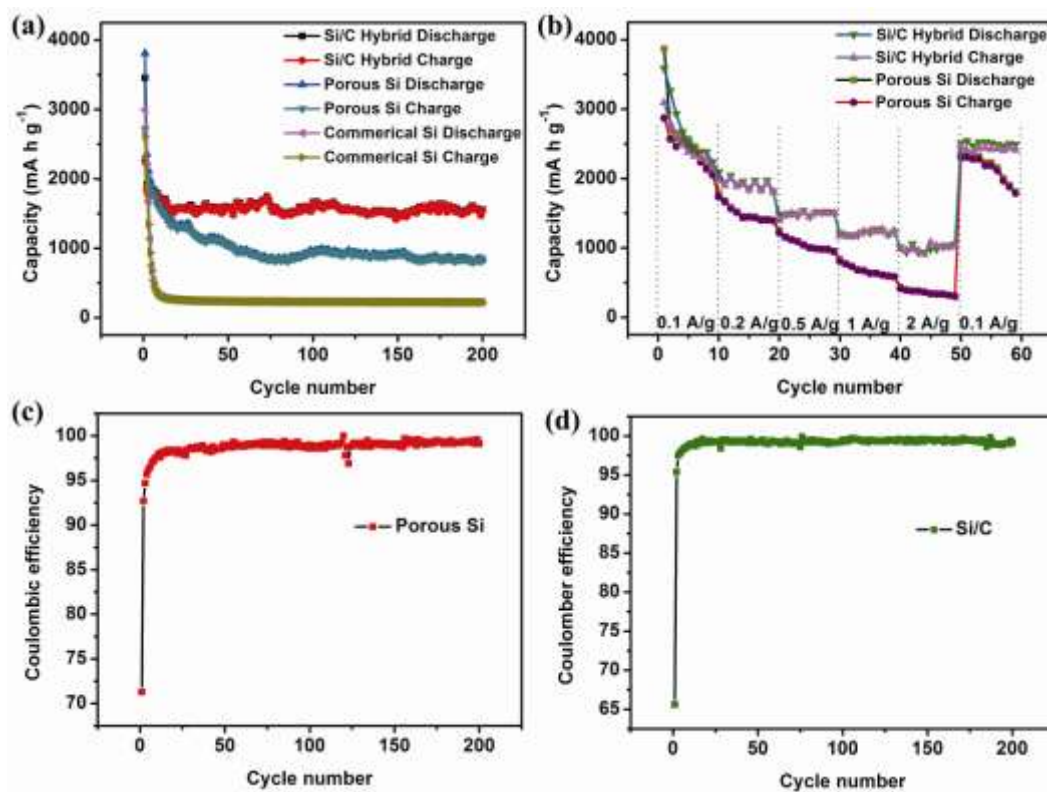 (a)
Si/C Hybrid Discharge
Si/C Hybrid Charge
Porous Si Discharge
Porous Si Charge
Commerical Si Discharge
Commerical Si Charge
Capacity (mA h g⁻¹)
4000
3000
2000
1000
0
0 50 100 150 200
Cycle number
(b)
Si/C Hybrid Discharge
Si/C Hybrid Charge
Porous Si Discharge
Porous Si Charge
Capacity (mA h g⁻¹)
4000
3000
2000
1000
0
0.1 A/g 0.2 A/g 0.5 A/g 1 A/g 2 A/g 0.1 A/g
0 10 20 30 40 50 60
Cycle number
(c)
Porous Si
Coulombic efficiency
100
95
90
85
80
75
70
0 50 100 150 200
Cycle number
(d)
Si/C
Coulomber efficiency
100
95
90
85
80
75
70
65
0 50 100 150 200
Cycle number